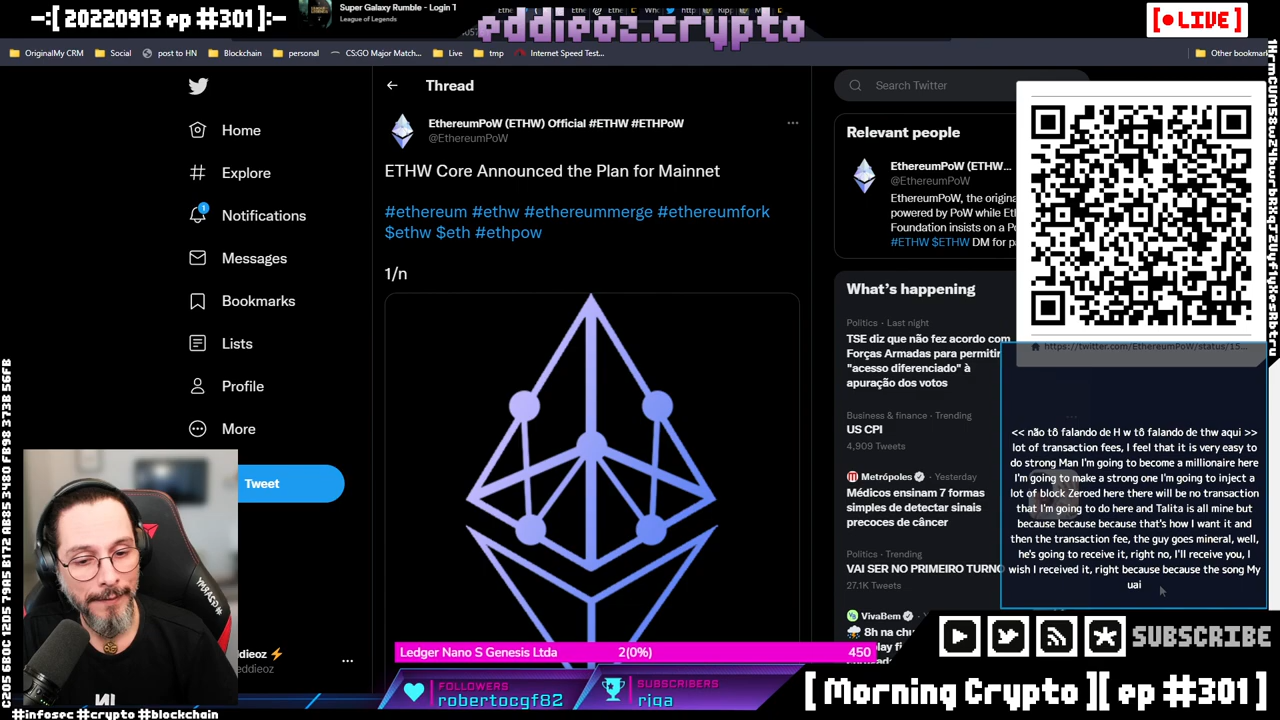 -:[ 20220913 ep #301]:-
Super Galaxy Rumble - Login T
League of Legends
eddieoz.crypto
[● LIVE]
OriginalMy CRM
Social
post to HN
Blockchain
personal
CS:GO Major Match...
Live
tmp
Internet Speed Test...
Other bookmar
Home
Explore
1
Notifications
Messages
Bookmarks
Lists
Profile
More
Tweet
ddieoz ⚡
eddieoz
Thread
EthereumPoW (ETHW) Official #ETHW #ETHPoW
@EthereumPoW
ETHW Core Announced the Plan for Mainnet
#ethereum #ethw #ethereummerge #ethereumfork
$ethw $eth #ethpow
1/n
Search Twitter
Relevant people
EthereumPoW (ETHW...
@EthereumPoW
EthereumPoW, the origina
powered by PoW while Eth
Foundation insists on a Po
#ETHW $ETHW DM for p
What's happening
Politics · Last night
TSE diz que não fez acordo com
Forças Armadas para permitir
"acesso diferenciado" à
apuração dos votos
Business & finance · Trending
US CPI
4,909 Tweets
Metrópoles · Yesterday
Médicos ensinam 7 formas
simples de detectar sinais
precoces de câncer
Politics · Trending
VAI SER NO PRIMEIRO TURNO
27.1K Tweets
VivaBem
https://twitter.com/EthereumPoW/status/15...
<< não tô falando de H w tô falando de thw aqui >>
lot of transaction fees, I feel that it is very easy to
do strong Man I'm going to become a millionaire here
I'm going to make a strong one I'm going to inject a
lot of block Zeroed here there will be no transaction
that I'm going to do here and Talita is all mine but
because because because that's how I want it and
then the transaction fee, the guy goes mineral, well,
he's going to receive it, right no, I'll receive you, I
wish I received it, right because because the song My
uai
Ledger Nano S Genesis Ltda 2(0%) 450
FOLLOWERS
robertocgf82
SUBSCRIBERS
riqa
SUBSCRIBE
[ Morning Crypto ][ ep #301 ]
#infosec #crypto #blockchain